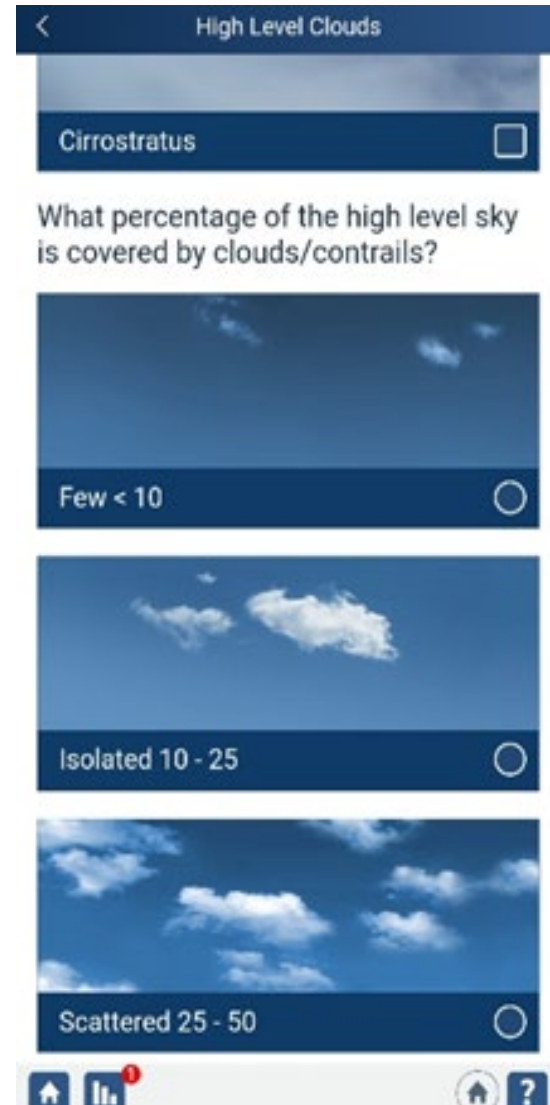 High Level Clouds
Cirrostratus
What percentage of the high level sky
is covered by clouds/contrails?
Few < 10
Isolated 10 - 25
Scattered 25 - 50
1
?